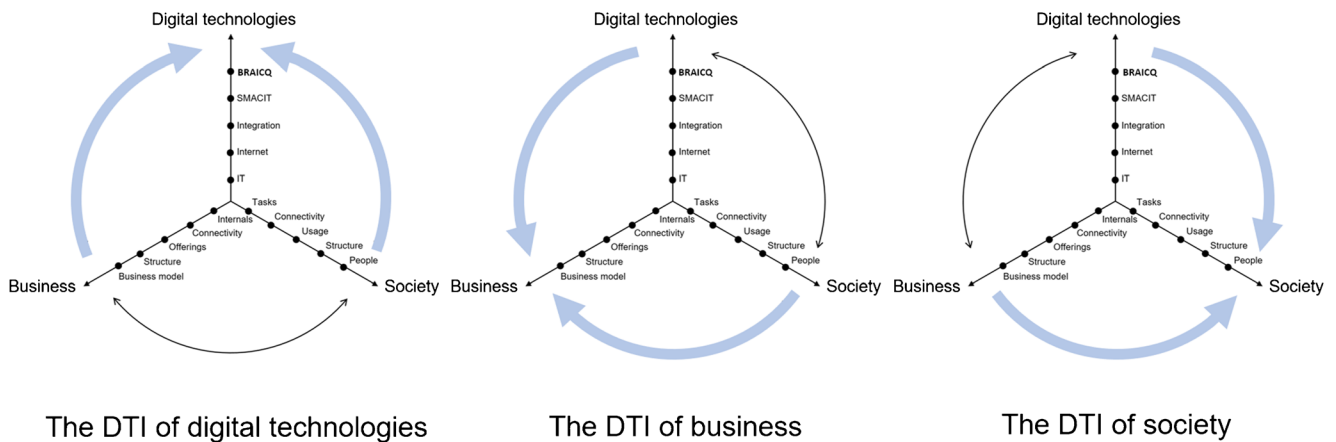 Digital technologies
BRAICQ
SMACIT
Integration
Internet
IT
Tasks
Internals
Connectivity
Connectivity
Usage
Offerings
Structure
Structure
People
Business model
Business
Society
The DTI of digital technologies
Digital technologies
BRAICQ
SMACIT
Integration
Internet
IT
Tasks
Internals
Connectivity
Connectivity
Usage
Offerings
Structure
Structure
People
Business model
Business
Society
The DTI of business
Digital technologies
BRAICQ
SMACIT
Integration
Internet
IT
Tasks
Internals
Connectivity
Connectivity
Usage
Offerings
Structure
Structure
People
Business model
Business
Society
The DTI of society